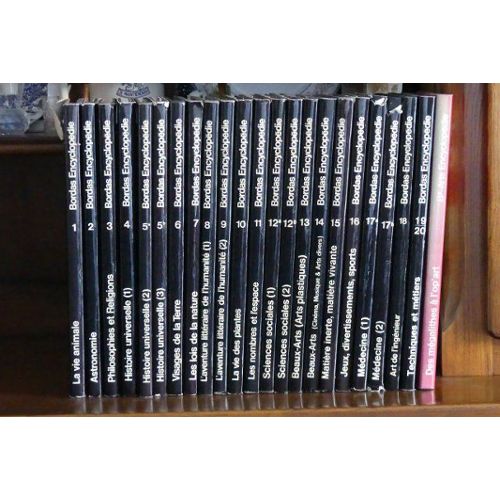 La vie animale 1 Bordas Encyclopédie
Astronomie 2 Bordas Encyclopédie
Philosophies et Religions 3 Bordas Encyclopédie
Histoire universelle (1) 4 Bordas Encyclopédie
Histoire universelle (2) 5* Bordas Encyclopédie
Histoire universelle (3) 5* Bordas Encyclopédie
Visages de la Terre 6 Bordas Encyclopédie
Les lois de la nature 7 Bordas Encyclopédie
L'aventure littéraire de l'humanité (1) 8 Bordas Encyclopédie
L'aventure littéraire de l'humanité (2) 9 Bordas Encyclopédie
La vie des plantes 10 Bordas Encyclopédie
Les nombres et l'espace 11 Bordas Encyclopédie
Sciences sociales (1) 12* Bordas Encyclopédie
Sciences sociales (2) 12* Bordas Encyclopédie
Beaux-Arts (Arts plastiques) 13 Bordas Encyclopédie
Beaux-Arts (Cinéma, Musique & Arts divers) 14 Bordas Encyclopédie
Matière inerte, matière vivante 15 Bordas Encyclopédie
Jeux, divertissements, sports 16 Bordas Encyclopédie
Médecine (1) 17* Bordas Encyclopédie
Médecine (2) 17* Bordas Encyclopédie
Art de l'ingénieur 18 Bordas Encyclopédie
Techniques et métiers 19 20 Bordas Encyclopédie
Des mégalithes à l'op'art